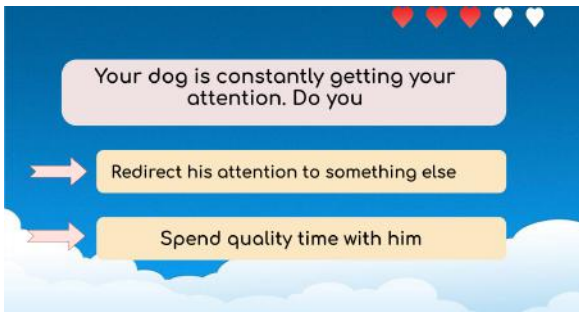 Your dog is constantly getting your
attention. Do you
Redirect his attention to something else
Spend quality time with him